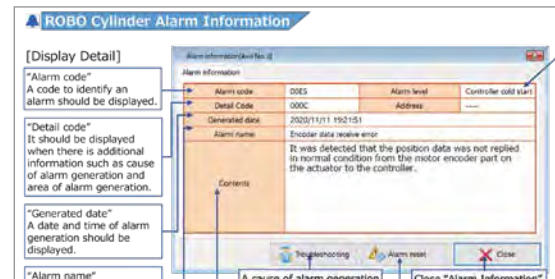 ROBO Cylinder Alarm Information
[Display Detail]
"Alarm code"
A code to identify an
alarm should be displayed.
"Detail code"
It should be displayed
when there is additional
information such as cause
of alarm generation and
area of alarm generation.
"Generated date"
A date and time of alarm
generation should be
displayed.
"Alarm name"
Alarm information
Alarm code 00E5 Alarm level Controller cold start
Detail Code 000C Address ----
Generated date 2020/11/11 19:21:51
Alarm name Encoder data receive error
Contents
It was detected that the position data was not replied
in normal condition from the motor encoder part on
the actuator to the controller.
Troubleshooting Alarm reset Close
A cause of alarm generation
Close "Alarm Information"